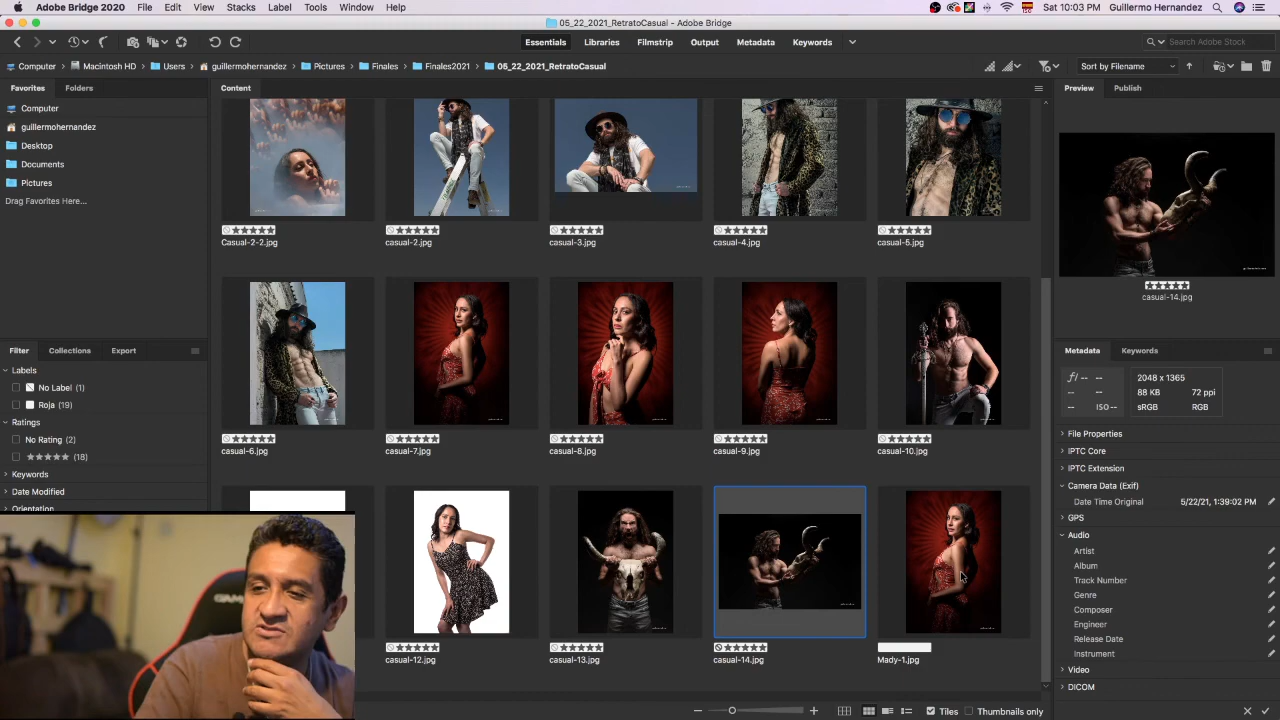 Adobe Bridge 2020 File Edit View Stacks Label Tools Window Help Sat 10:03 PM Guillermo Hernandez
05_22_2021_RetratoCasual - Adobe Bridge
Essentials Libraries Filmstrip Output Metadata Keywords Search Adobe Stock
Computer Macintosh HD Users guillermohernandez Pictures Finales Finales2021 05_22_2021_RetratoCasual Sort by Filename
Favorites Folders
Computer
guillermohernandez
Desktop
Documents
Pictures
Drag Favorites Here...
Filter Collections Export
Labels
No Label (1)
Roja (19)
Ratings
No Rating (2)
★★★★★ (18)
Keywords
Date Modified
Orientation
Content
Casual-2-2.jpg casual-2.jpg casual-3.jpg casual-4.jpg casual-5.jpg
casual-6.jpg casual-7.jpg casual-8.jpg casual-9.jpg casual-10.jpg
casual-12.jpg casual-13.jpg casual-14.jpg Mady-1.jpg
Tiles Thumbnails only
Preview Publish
casual-14.jpg
Metadata Keywords
f/ -- --
-- --
-- ISO --
2048 x 1365
88 KB 72 ppi
sRGB RGB
File Properties
IPTC Core
IPTC Extension
Camera Data (Exif)
Date Time Original 5/22/21, 1:39:02 PM
GPS
Audio
Artist
Album
Track Number
Genre
Composer
Engineer
Release Date
Instrument
Video
DICOM